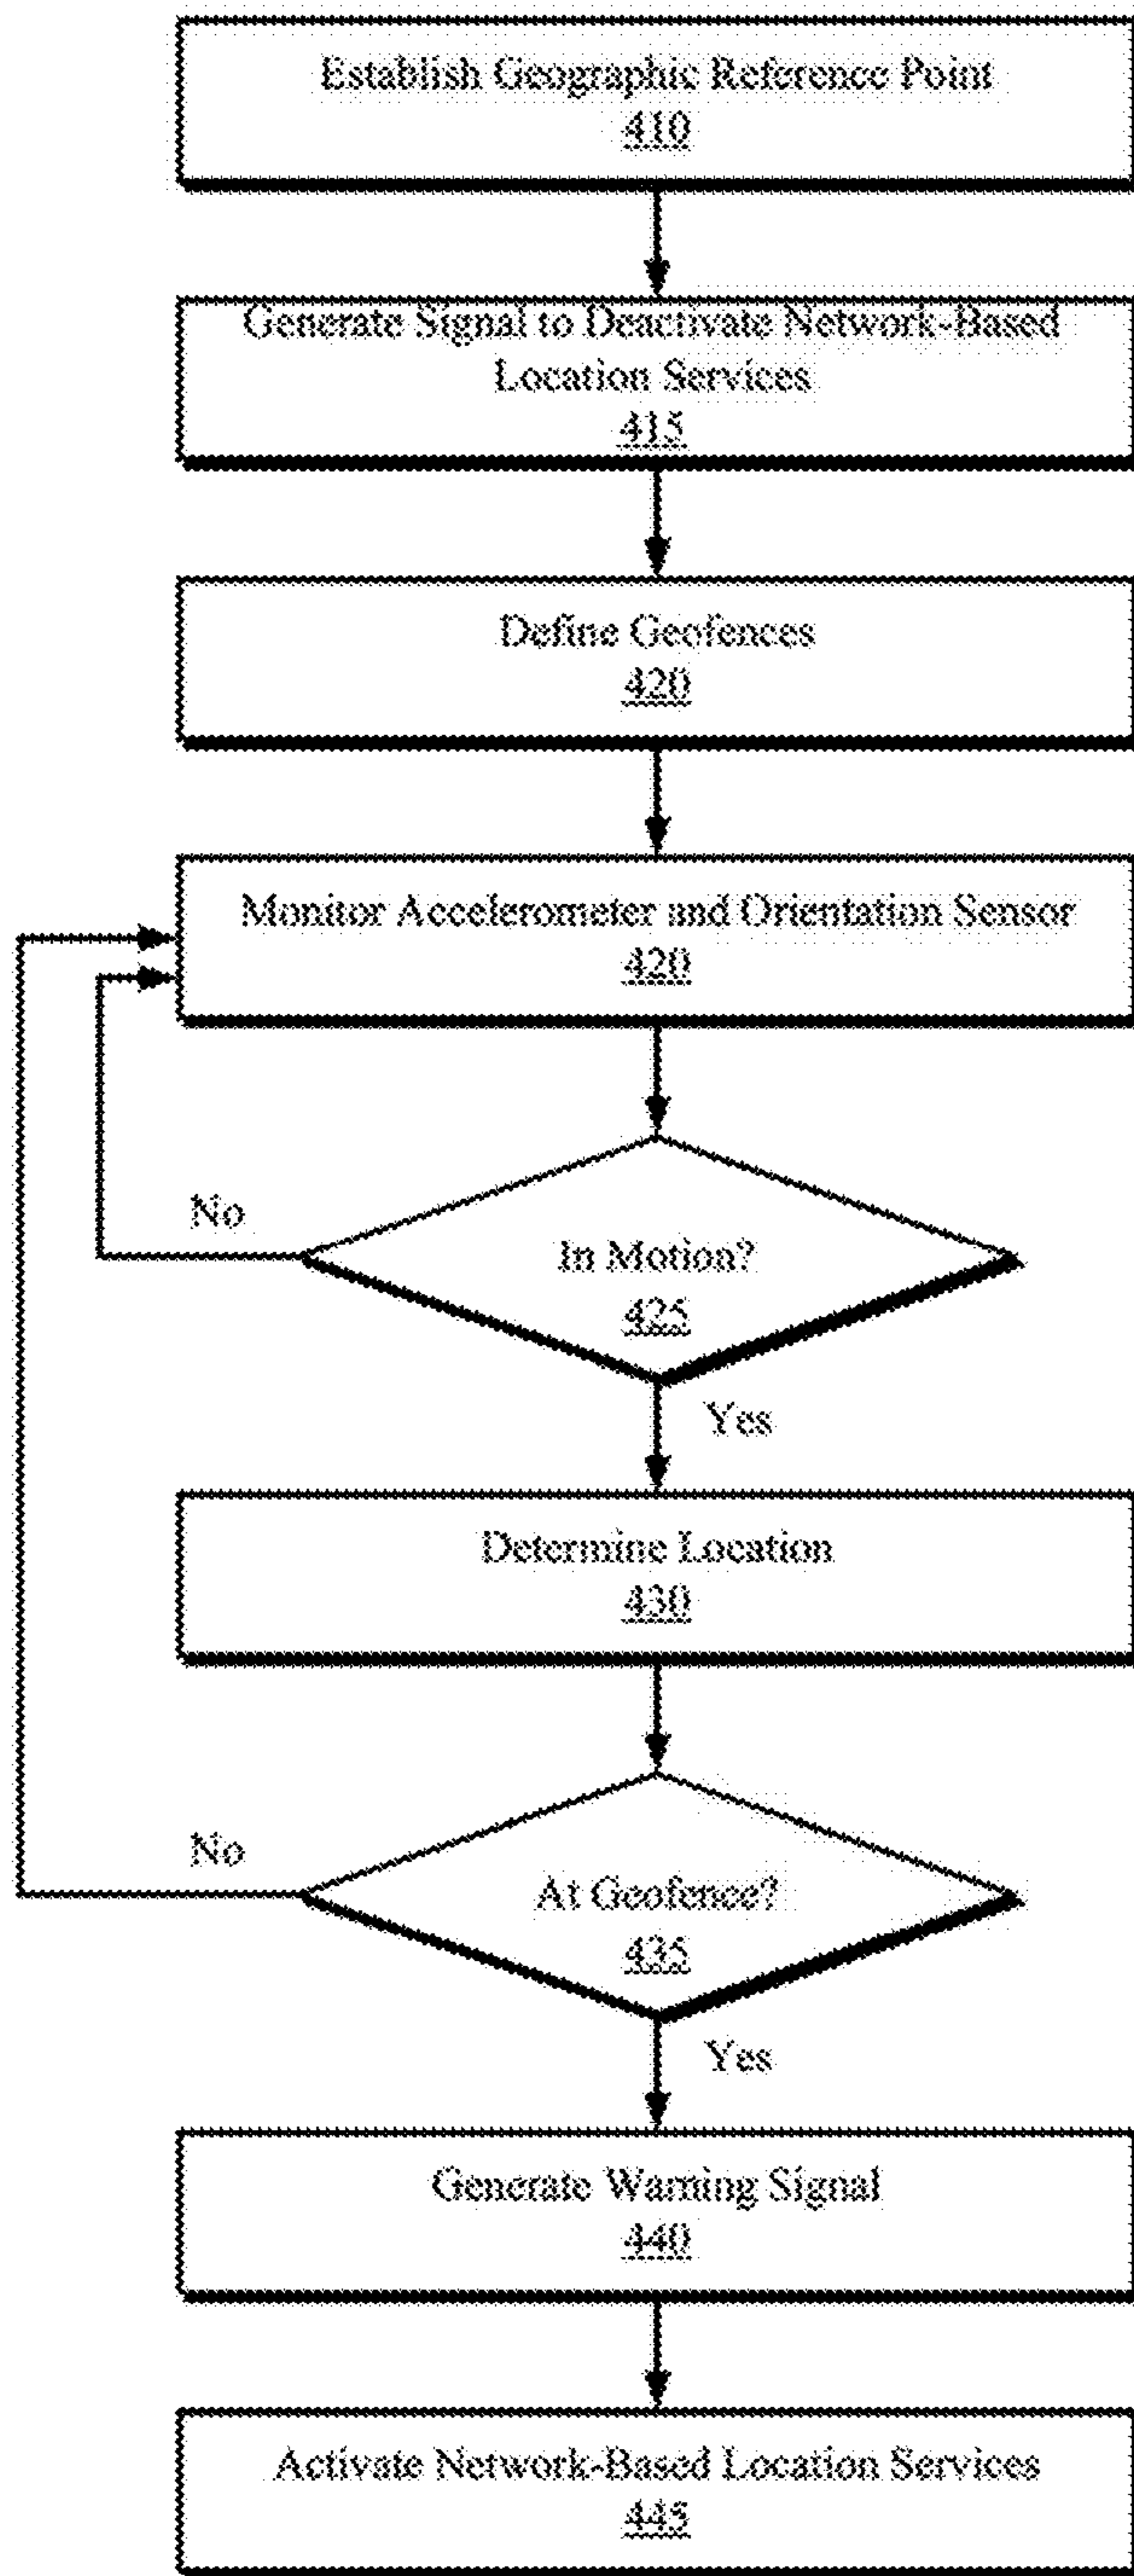 Establish Geographic Reference Point
410
Generate Signal to Deactivate Network-Based
Location Services
415
Define Geofences
420
Monitor Accelerometer and Orientation Sensor
420
No
In Motion?
425
Yes
Determine Location
430
No
At Geofence?
435
Yes
Generate Warning Signal
440
Activate Network-Based Location Services
445